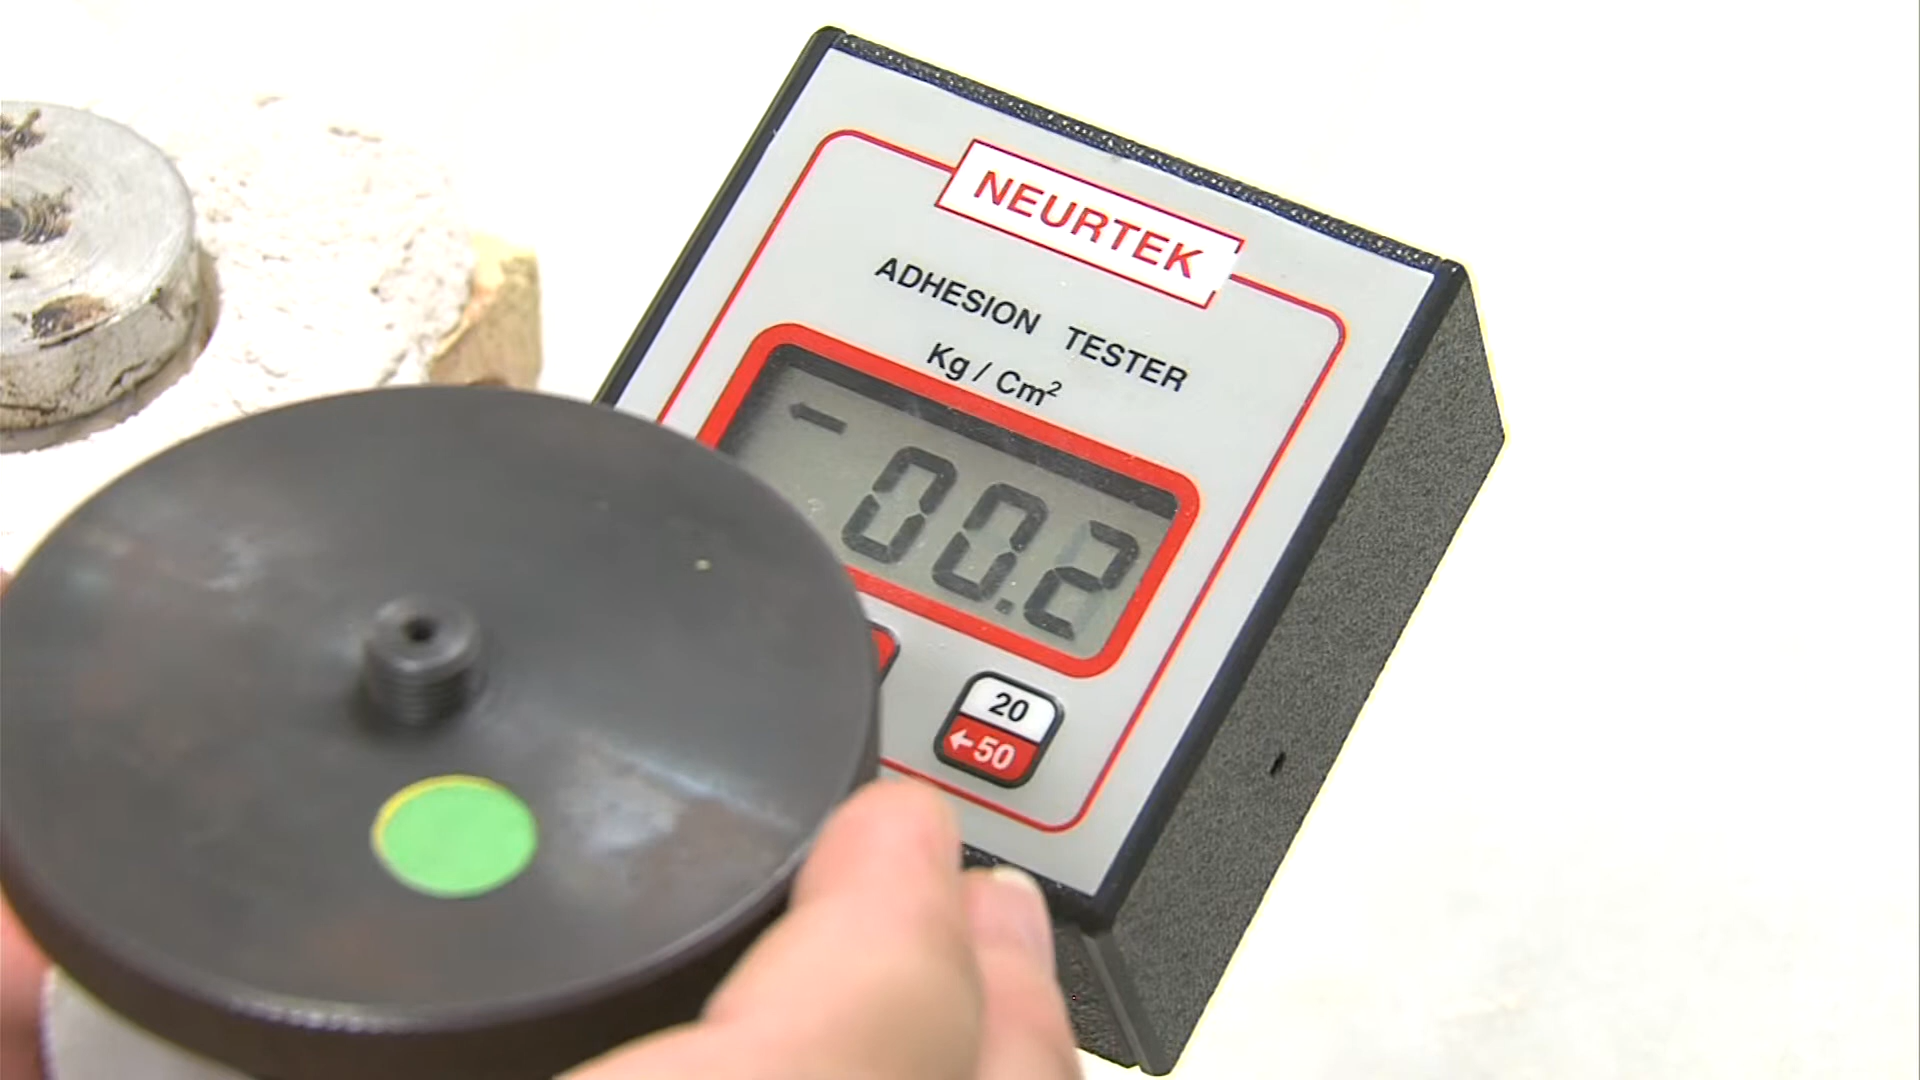 NEURTEK
ADHESION TESTER
Kg / Cm²
-00.2
20
←50